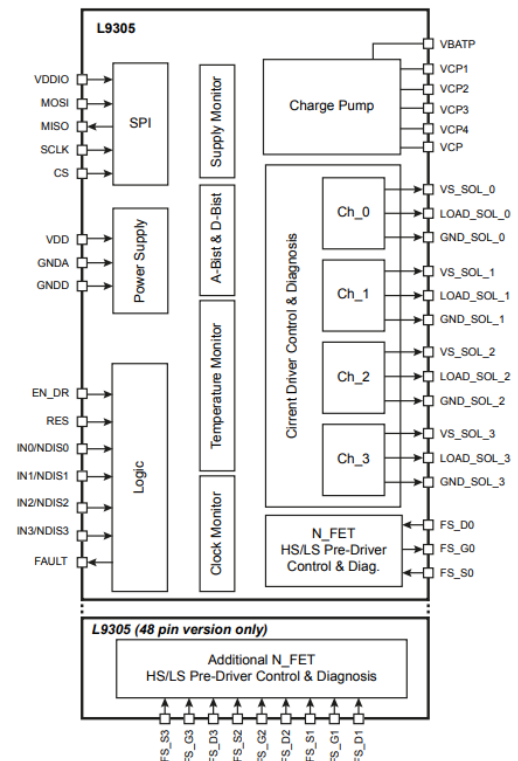 L9305
VDDIO
MOSI
MISO
SCLK
CS
SPI
VDD
GNDA
GNDD
Power Supply
EN_DR
RES
IN0/NDIS0
IN1/NDIS1
IN2/NDIS2
IN3/NDIS3
FAULT
Logic
Supply Monitor
A-Bist & D-Bist
Temperature Monitor
Clock Monitor
Charge Pump
VBATP
VCP1
VCP2
VCP3
VCP4
VCP
Cirrent Driver Control & Diagnosis
Ch_0
VS_SOL_0
LOAD_SOL_0
GND_SOL_0
Ch_1
VS_SOL_1
LOAD_SOL_1
GND_SOL_1
Ch_2
VS_SOL_2
LOAD_SOL_2
GND_SOL_2
Ch_3
VS_SOL_3
LOAD_SOL_3
GND_SOL_3
N_FET
HS/LS Pre-Driver
Control & Diag.
FS_D0
FS_G0
FS_S0
L9305 (48 pin version only)
Additional N_FET
HS/LS Pre-Driver Control & Diagnosis
FS_S3
FS_G3
FS_D3
FS_S2
FS_G2
FS_D2
FS_S1
FS_G1
FS_D1